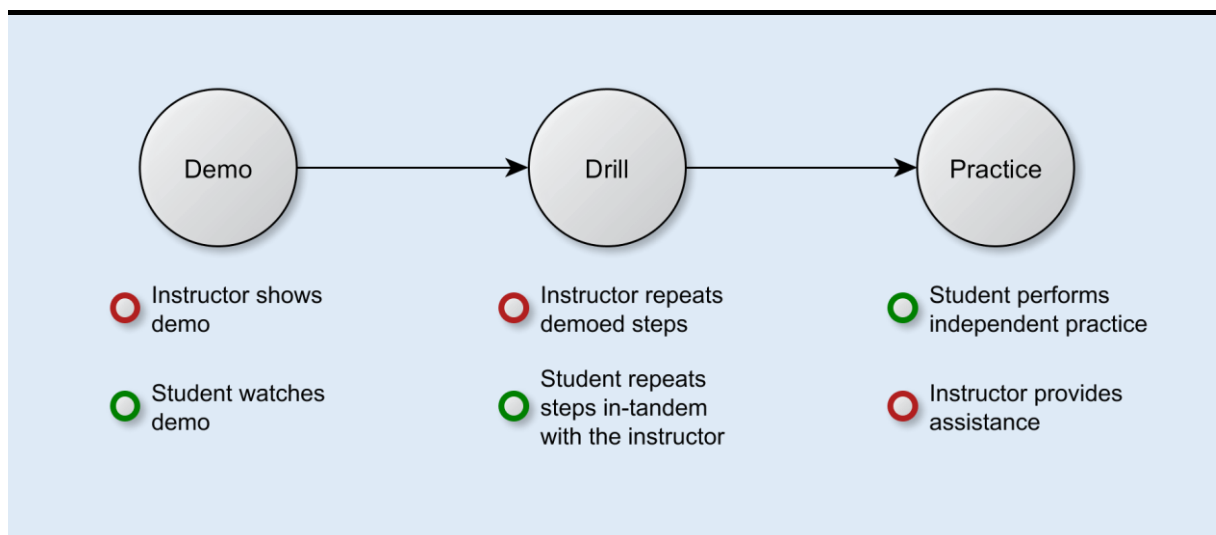 Demo
Drill
Practice
Instructor shows
demo
Student watches
demo
Instructor repeats
demoed steps
Student repeats
steps in-tandem
with the instructor
Student performs
independent practice
Instructor provides
assistance